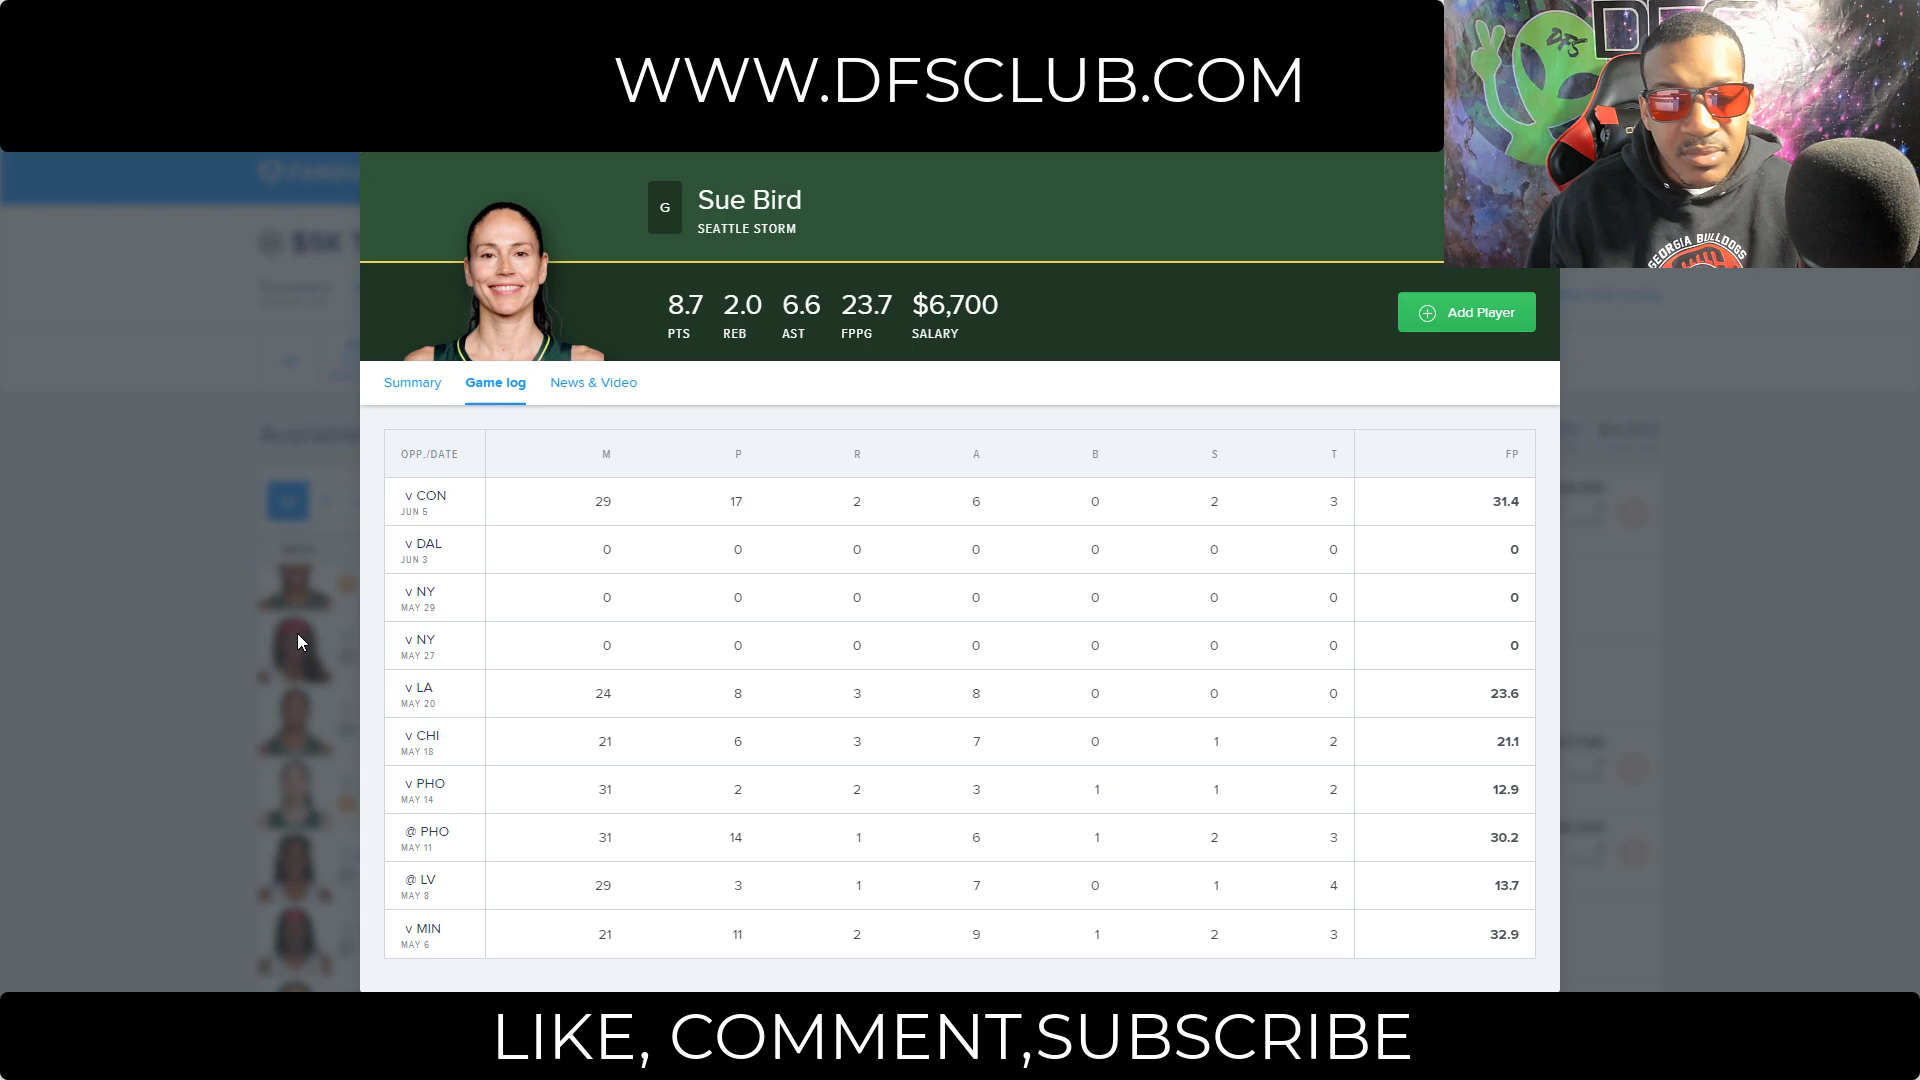 WWW.DFSCLUB.COM
DFS
G
Sue Bird
SEATTLE STORM
GEORGIA BULLDOGS
8.7 2.0 6.6 23.7 $6,700
PTS REB AST FPPG SALARY
Add Player
Summary Game log News & Video
OPP./DATE M P R A B S T FP
v CON 29 17 2 6 0 2 3 31.4
JUN 5
v DAL 0 0 0 0 0 0 0 0
JUN 3
v NY 0 0 0 0 0 0 0 0
MAY 29
v NY 0 0 0 0 0 0 0 0
MAY 27
v LA 24 8 3 8 0 0 0 23.6
MAY 20
v CHI 21 6 3 7 0 1 2 21.1
MAY 18
v PHO 31 2 2 3 1 1 2 12.9
MAY 14
@ PHO 31 14 1 6 1 2 3 30.2
MAY 11
@ LV 29 3 1 7 0 1 4 13.7
MAY 8
v MIN 21 11 2 9 1 2 3 32.9
MAY 6
LIKE, COMMENT,SUBSCRIBE